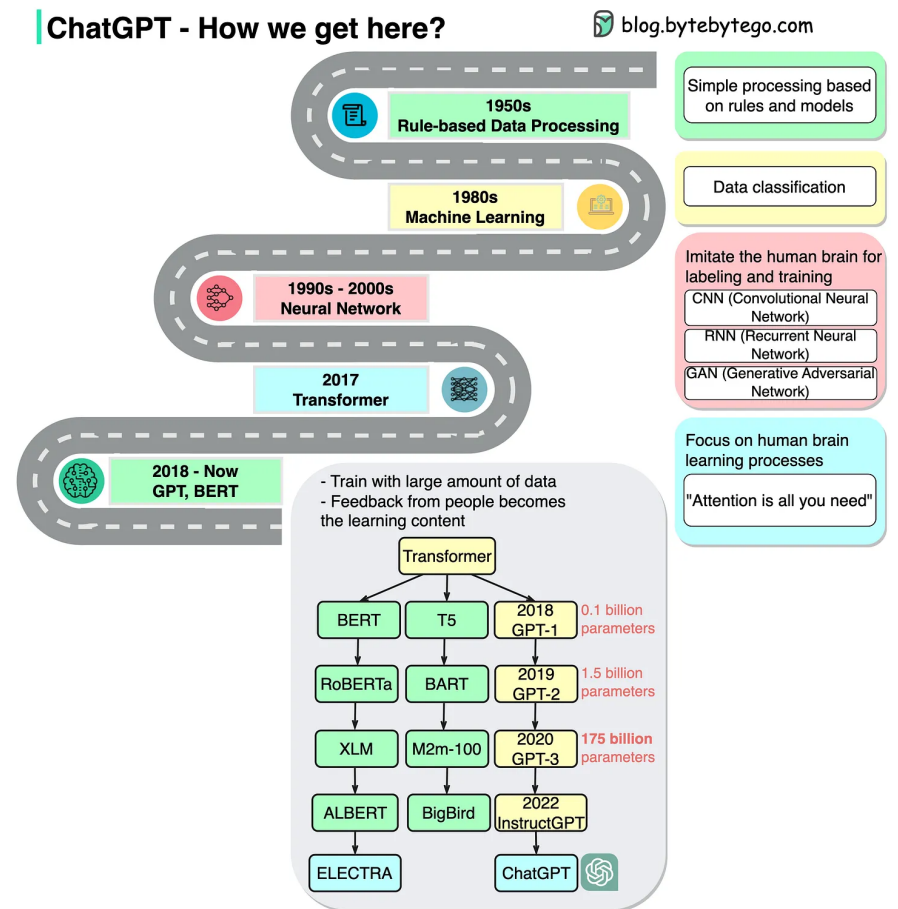 ChatGPT - How we get here?
blog.bytebytego.com
1950s
Rule-based Data Processing
Simple processing based
on rules and models
1980s
Machine Learning
Data classification
1990s - 2000s
Neural Network
Imitate the human brain for
labeling and training
CNN (Convolutional Neural
Network)
RNN (Recurrent Neural
Network)
GAN (Generative Adversarial
Network)
2017
Transformer
Focus on human brain
learning processes
"Attention is all you need"
2018 - Now
GPT, BERT
- Train with large amount of data
- Feedback from people becomes
the learning content
Transformer
BERT
T5
2018
GPT-1
0.1 billion
parameters
RoBERTa
BART
2019
GPT-2
1.5 billion
parameters
XLM
M2m-100
2020
GPT-3
175 billion
parameters
ALBERT
BigBird
2022
InstructGPT
ELECTRA
ChatGPT